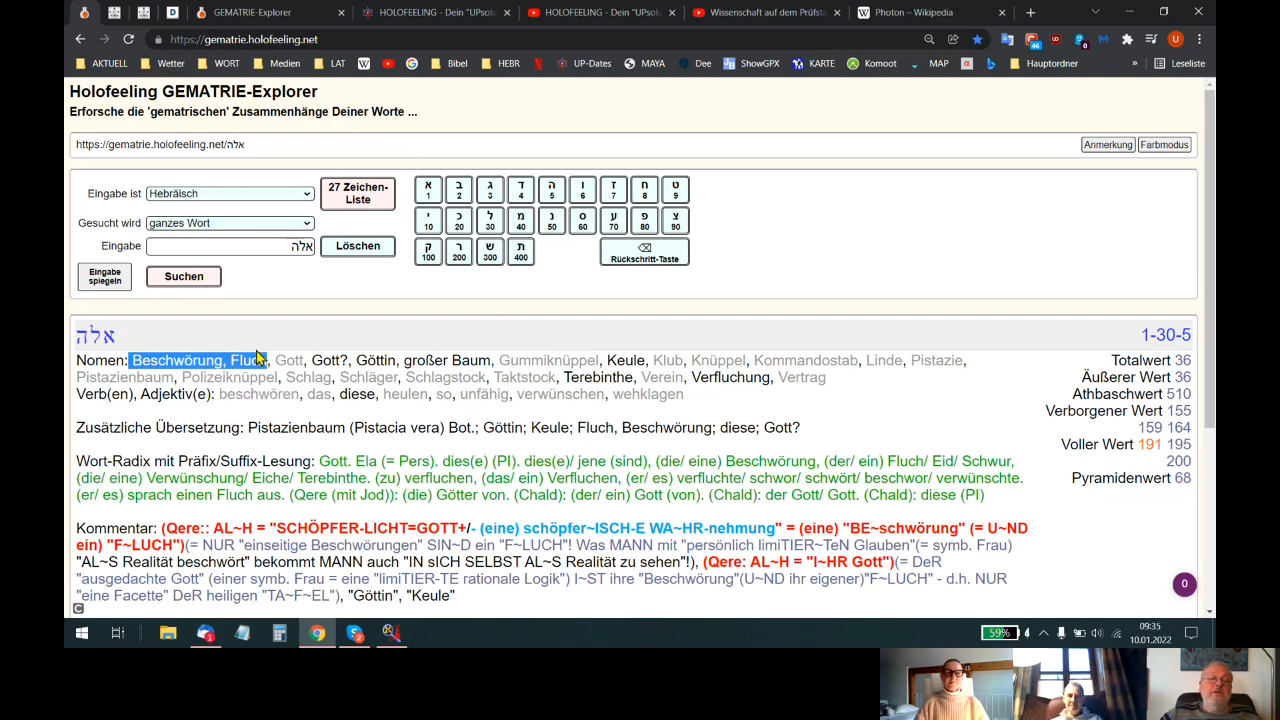 GEMATRIE-Explorer
HOLOFEELING - Dein "UPsolu
HOLOFEELING - Dein "UPsolu
Wissenschaft auf dem Prüfsta
Photon – Wikipedia
https://gematrie.holofeeling.net
AKTUELL Wetter WORT Medien LAT Bibel HEBR UP-Dates MAYA Dee ShowGPX KARTE Komoot MAP Hauptordner » Leseliste
Holofeeling GEMATRIE-Explorer
Erforsche die 'gematrischen' Zusammenhänge Deiner Worte ...
https://gematrie.holofeeling.net/אלה
Anmerkung Farbmodus
Eingabe ist Hebräisch
27 Zeichen-Liste
Gesucht wird ganzes Wort
Eingabe אלה Löschen
Eingabe spiegeln Suchen
א ב ג ד ה ו ז ח ט
1 2 3 4 5 6 7 8 9
י כ ל מ נ ס ע פ צ
10 20 30 40 50 60 70 80 90
ק ר ש ת
100 200 300 400
Rückschritt-Taste
אלה 1-30-5
Nomen: Beschwörung, Fluch, Gott, Gott?, Göttin, großer Baum, Gummiknüppel, Keule, Klub, Knüppel, Kommandostab, Linde, Pistazie,
Pistazienbaum, Polizeiknüppel, Schlag, Schläger, Schlagstock, Taktstock, Terebinthe, Verein, Verfluchung, Vertrag
Verb(en), Adjektiv(e): beschwören, das, diese, heulen, so, unfähig, verwünschen, wehklagen
Zusätzliche Übersetzung: Pistazienbaum (Pistacia vera) Bot.; Göttin; Keule; Fluch, Beschwörung; diese; Gott?
Wort-Radix mit Präfix/Suffix-Lesung: Gott. Ela (= Pers). dies(e) (PI). dies(e)/ jene (sind), (die/ eine) Beschwörung, (der/ ein) Fluch/ Eid/ Schwur,
(die/ eine) Verwünschung/ Eiche/ Terebinthe. (zu) verfluchen, (das/ ein) Verfluchen, (er/ es) verfluchte/ schwor/ schwört/ beschwor/ verwünschte.
(er/ es) sprach einen Fluch aus. (Qere (mit Jod)): (die) Götter von. (Chald): (der/ ein) Gott (von). (Chald): der Gott/ Gott. (Chald): diese (PI)
Kommentar: (Qere:: AL~H = "SCHÖPFER-LICHT=GOTT+/- (eine) schöpfer~ISCH-E WA~HR-nehmung" = (eine) "BE~schwörung" (= U~ND
ein) "F~LUCH")(= NUR "einseitige Beschwörungen" SIN~D ein "F~LUCH"! Was MANN mit "persönlich limiTIER~TeN Glauben"(= symb. Frau)
"AL~S Realität beschwört" bekommt MANN auch "IN sICH SELBST AL~S Realität zu sehen"!), (Qere: AL~H = "I~HR Gott")(= DeR
"ausgedachte Gott" (einer symb. Frau = eine "limiTIER-TE rationale Logik") I~ST ihre "Beschwörung"(U~ND ihr eigener)"F~LUCH" - d.h. NUR
"eine Facette" DeR heiligen "TA~F~EL"), "Göttin", "Keule"
Totalwert 36
Äußerer Wert 36
Athbaschwert 510
Verborgener Wert 155
159 164
Voller Wert 191 195
200
Pyramidenwert 68
0
59%
09:35
10.01.2022